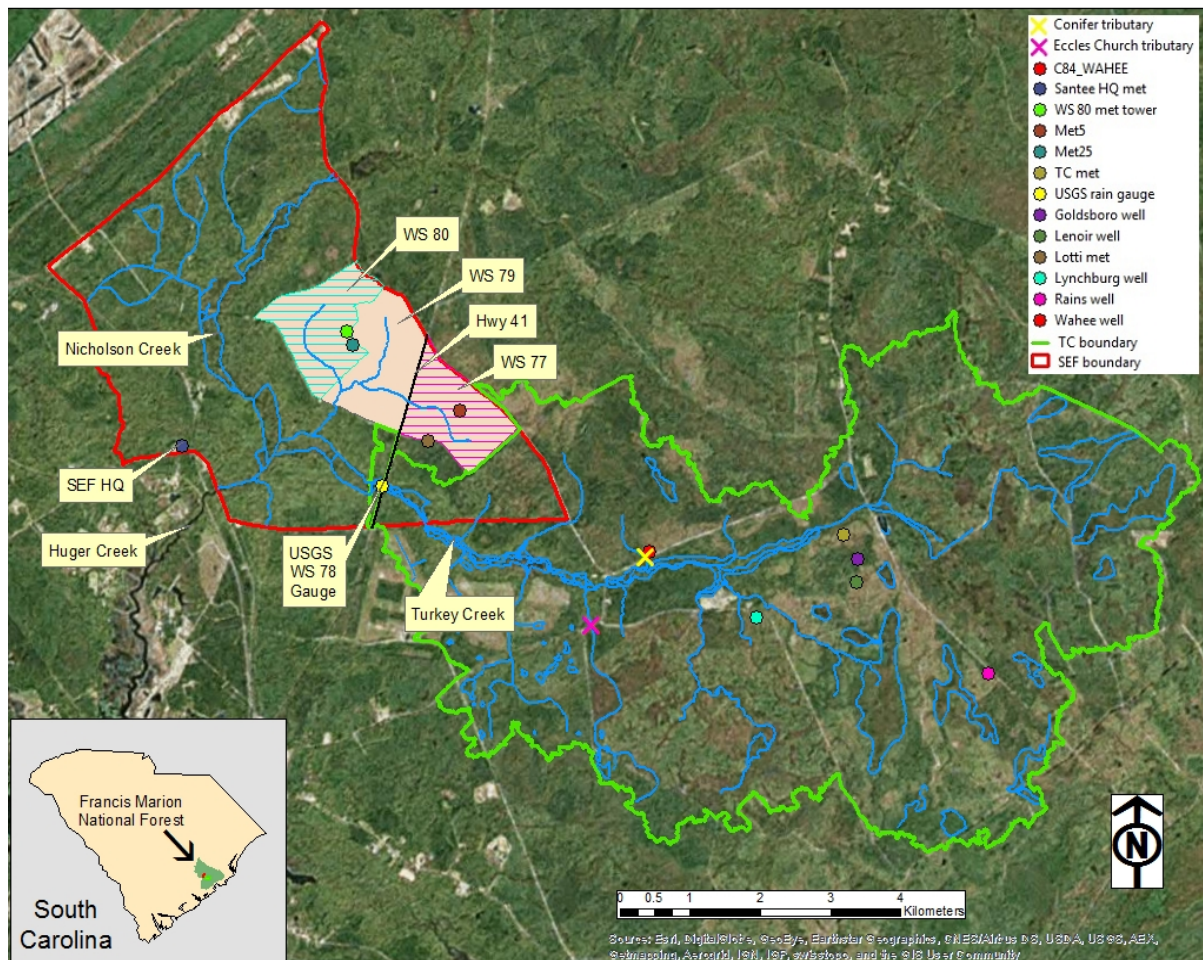 Conifer tributary
Eccles Church tributary
C84_WAHEE
Santee HQ met
WS 80 met tower
Met5
Met25
TC met
USGS rain gauge
Goldsboro well
Lenoir well
Lotti met
Lynchburg well
Rains well
Wahee well
TC boundary
SEF boundary
WS 80
WS 79
Hwy 41
Nicholson Creek
WS 77
SEF HQ
Huger Creek
USGS
WS 78
Gauge
Turkey Creek
Francis Marion
National Forest
South
Carolina
N
0 0.5 1 2 3 4
Kilometers
Source: Esri, DigitalGlobe, GeoEye, Earthstar Geographics, CNES/Airbus DS, USDA, USGS, AEX,
Getmapping, Aerogrid, IGN, IGP, swisstopo, and the GIS User Community